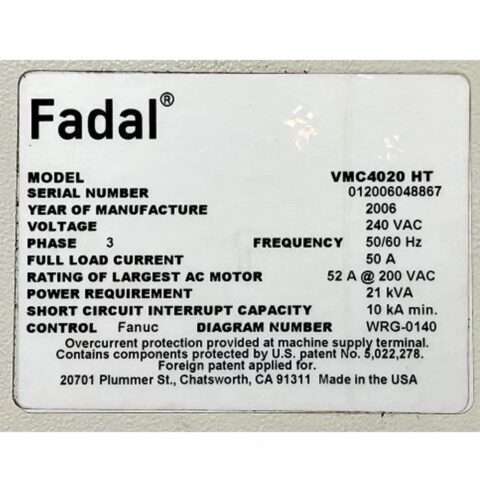 Fadal®
MODEL VMC4020 HT
SERIAL NUMBER 012006048867
YEAR OF MANUFACTURE 2006
VOLTAGE 240 VAC
PHASE 3 FREQUENCY 50/60 Hz
FULL LOAD CURRENT 50 A
RATING OF LARGEST AC MOTOR 52 A @ 200 VAC
POWER REQUIREMENT 21 kVA
SHORT CIRCUIT INTERRUPT CAPACITY 10 kA min.
CONTROL Fanuc DIAGRAM NUMBER WRG-0140
Overcurrent protection provided at machine supply terminal.
Contains components protected by U.S. patent No. 5,022,278.
Foreign patent applied for.
20701 Plummer St., Chatsworth, CA 91311 Made in the USA